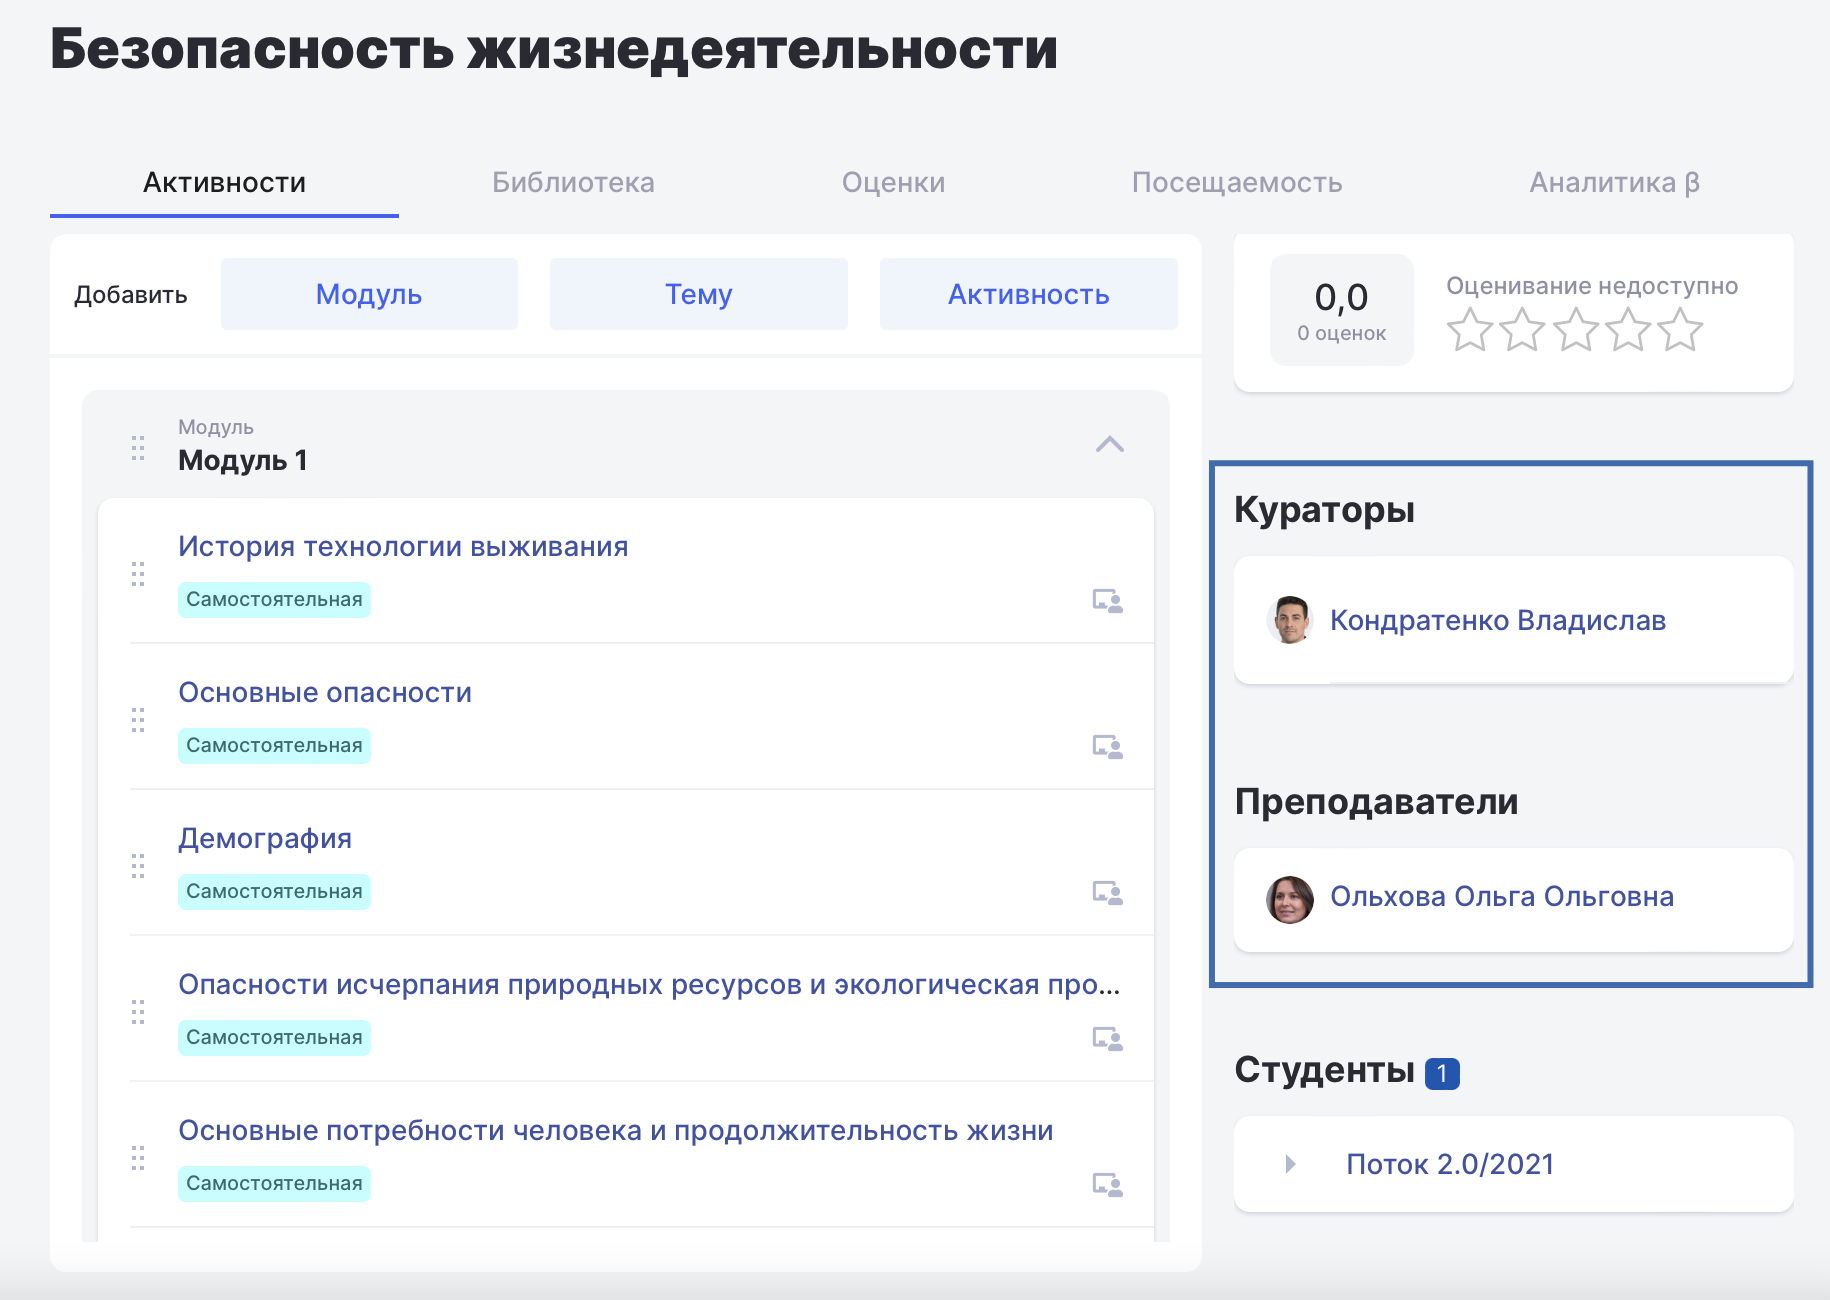 Безопасность жизнедеятельности
Активности
Библиотека
Оценки
Посещаемость
Аналитика β
Добавить
Модуль
Тему
Активность
Модуль
Модуль 1
История технологии выживания
Самостоятельная
Основные опасности
Самостоятельная
Демография
Самостоятельная
Опасности исчерпания природных ресурсов и экологическая про...
Самостоятельная
Основные потребности человека и продолжительность жизни
Самостоятельная
0,0
0 оценок
Оценивание недоступно
Кураторы
Кондратенко Владислав
Преподаватели
Ольхова Ольга Ольговна
Студенты 1
Поток 2.0/2021